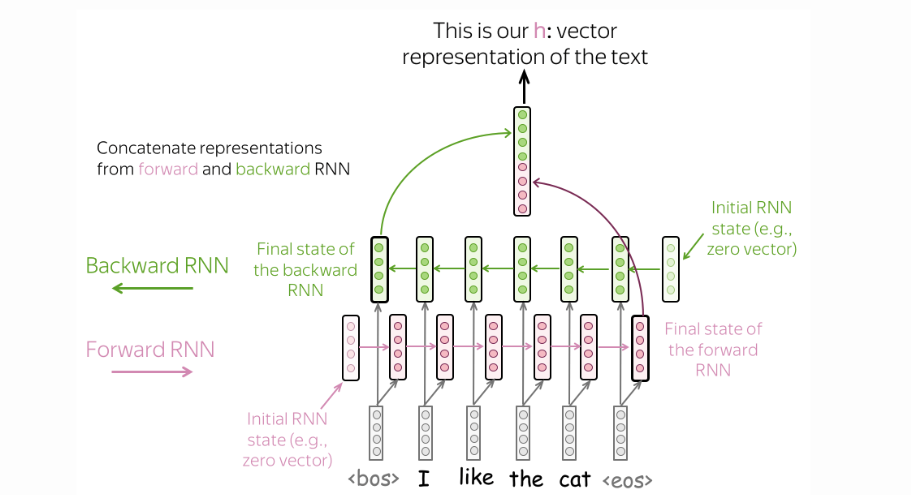 This is our h: vector
representation of the text
Concatenate representations
from forward and backward RNN
Initial RNN
state (e.g.,
zero vector)
Final state of
the backward
RNN
Backward RNN
Forward RNN
Final state of
the forward
RNN
Initial RNN
state (e.g.,
zero vector)
<bos> I like the cat <eos>